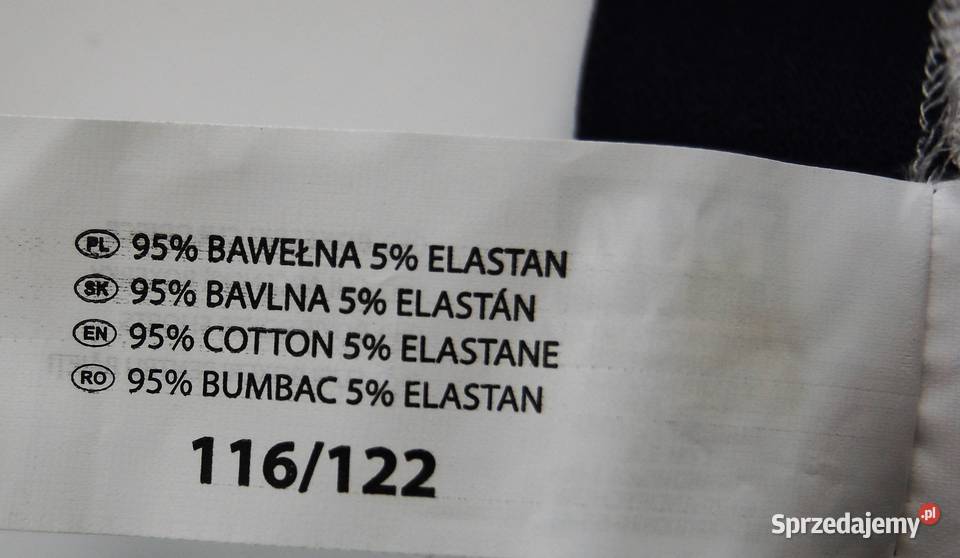 PL 95% BAWEŁNA 5% ELASTAN
SK 95% BAVLNA 5% ELASTÁN
EN 95% COTTON 5% ELASTANE
RO 95% BUMBAC 5% ELASTAN
116/122
Sprzedajemy.pl